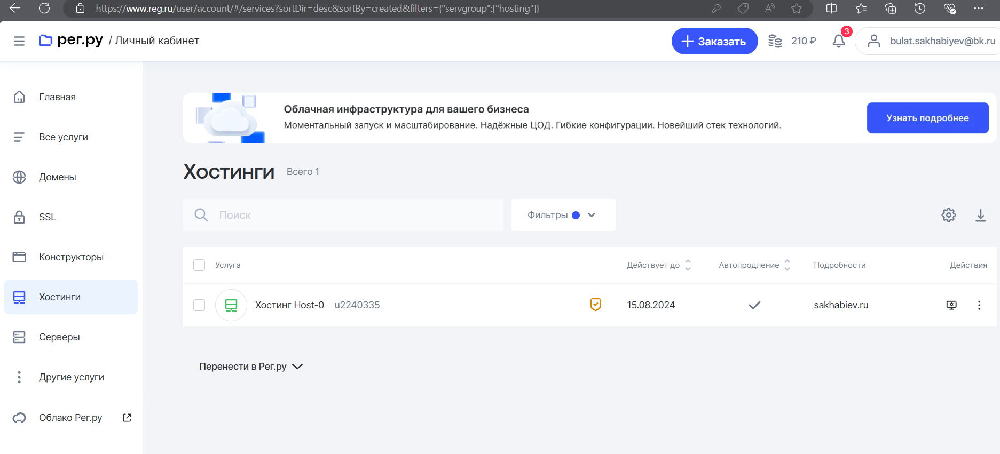 https://www.reg.ru/user/account/#/services?sortDir=desc&sortBy=created&filters={"servgroup":["hosting"]}
рег.ру / Личный кабинет
Заказать
210 ₽
3
bulat.sakhabiyev@bk.ru
Главная
Все услуги
Домены
SSL
Конструкторы
Хостинги
Серверы
Другие услуги
Облако Рег.ру
Облачная инфраструктура для вашего бизнеса
Моментальный запуск и масштабирование. Надёжные ЦОД. Гибкие конфигурации. Новейший стек технологий.
Узнать подробнее
Хостинги Всего 1
Поиск
Фильтры
Услуга Действует до Автопродление Подробности Действия
Хостинг Host-0 u2240335 15.08.2024 sakhabiev.ru
Перенести в Рег.ру